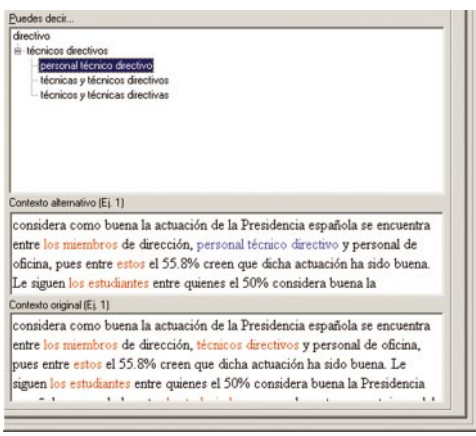 Puedes decir...
directivo
técnicos directivos
personal técnico directivo
técnicas y técnicos directivos
técnicos y técnicas directivas
Contexto alternativo (Ej. 1)
considera como buena la actuación de la Presidencia española se encuentra
entre los miembros de dirección, personal técnico directivo y personal de
oficina, pues entre estos el 55.8% creen que dicha actuación ha sido buena.
Le siguen los estudiantes entre quienes el 50% considera buena la
Contexto original (Ej. 1)
considera como buena la actuación de la Presidencia española se encuentra
entre los miembros de dirección, técnicos directivos y personal de oficina,
pues entre estos el 55.8% creen que dicha actuación ha sido buena. Le
siguen los estudiantes entre quienes el 50% considera buena la Presidencia